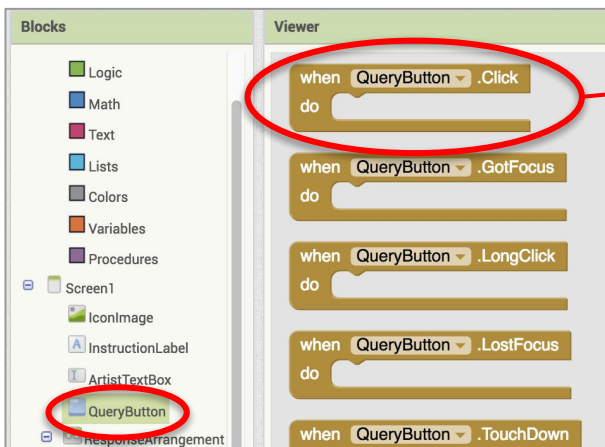 Blocks
Logic
Math
Text
Lists
Colors
Variables
Procedures
Screen1
IconImage
InstructionLabel
ArtistTextBox
QueryButton
ResponseArrangement
Viewer
when QueryButton .Click
do
when QueryButton .GotFocus
do
when QueryButton .LongClick
do
when QueryButton .LostFocus
do
when QueryButton .TouchDown